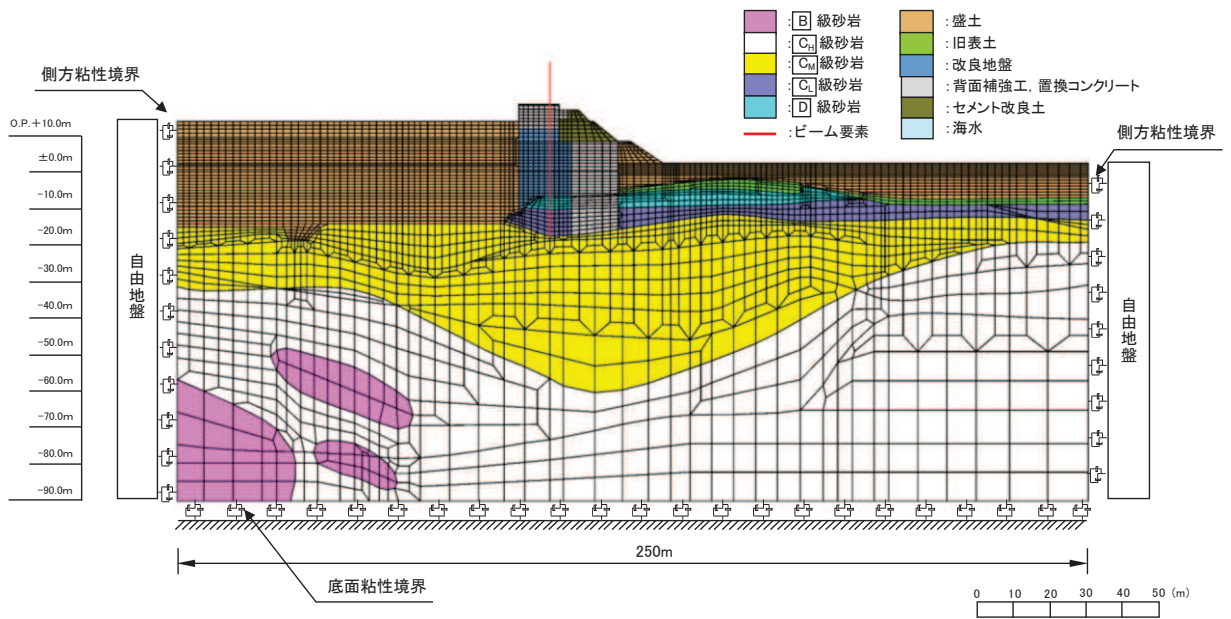 B 級砂岩
CH 級砂岩
CM 級砂岩
CL 級砂岩
D 級砂岩
:ビーム要素
:盛土
:旧表土
:改良地盤
:背面補強工, 置換コンクリート
:セメント改良土
:海水
側方粘性境界
側方粘性境界
O.P.+10.0m
±0.0m
-10.0m
-20.0m
-30.0m
-40.0m
-50.0m
-60.0m
-70.0m
-80.0m
-90.0m
自由地盤
自由地盤
250m
底面粘性境界
0 10 20 30 40 50 (m)